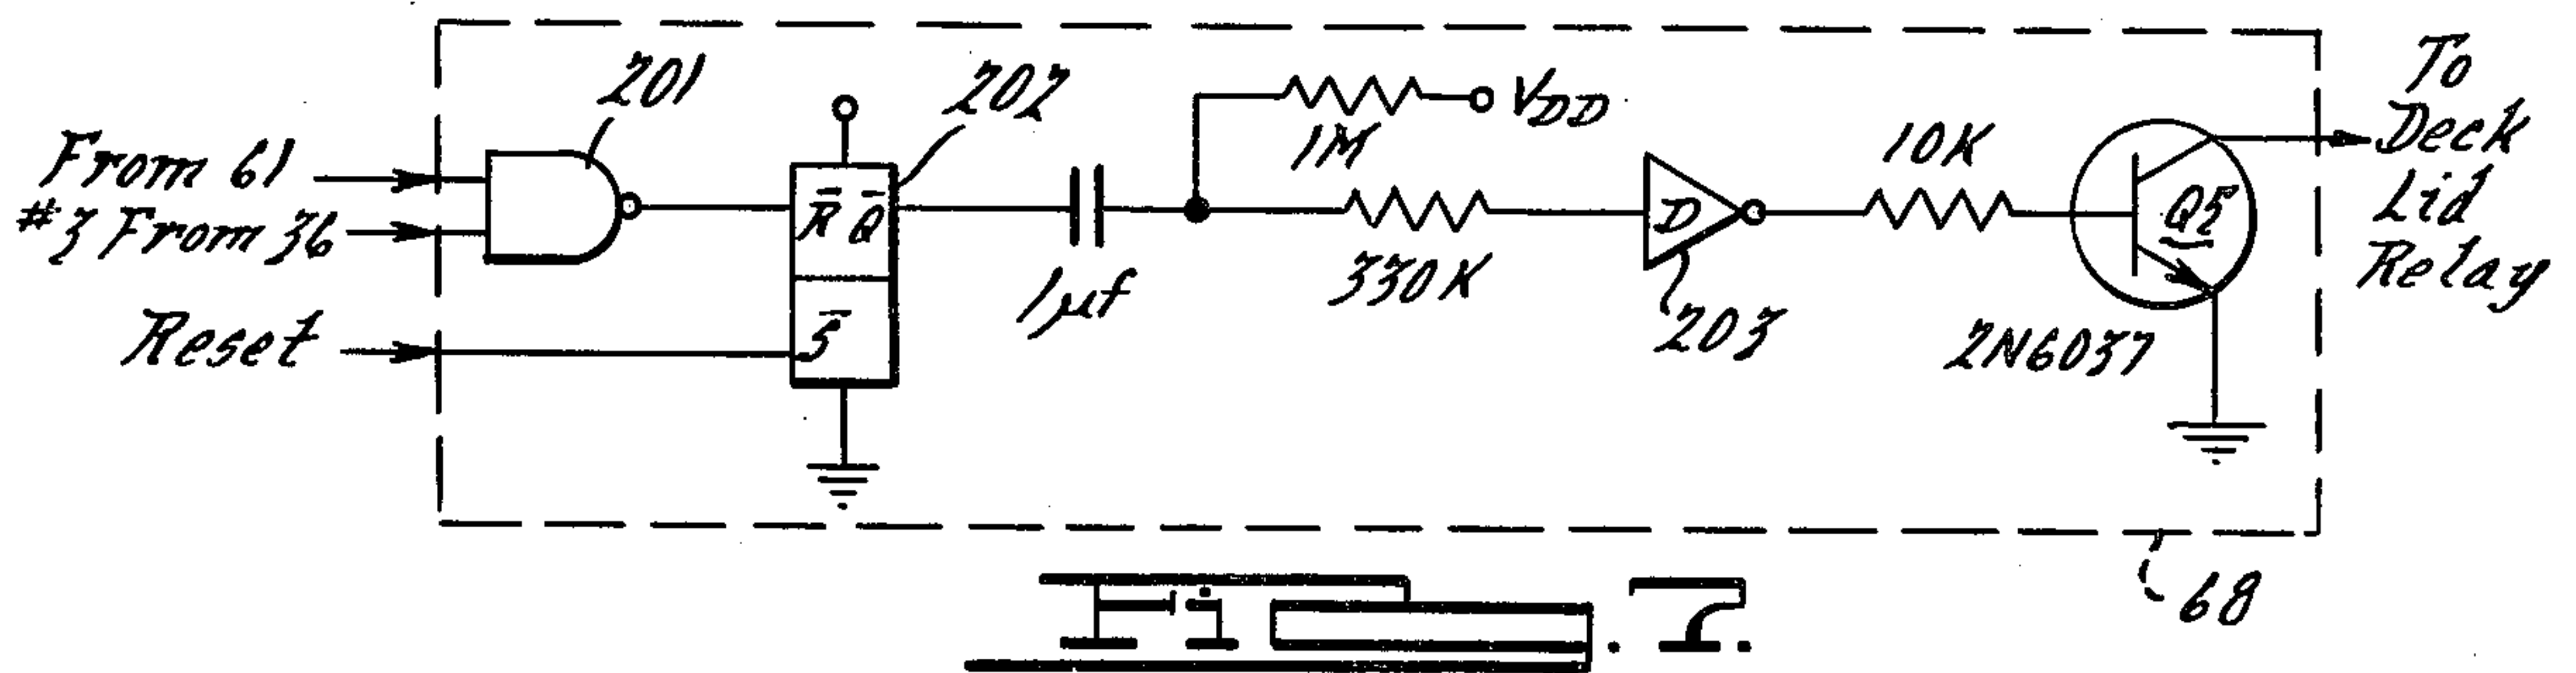 201
202
VDD
1M
To
Deck
Lid
Relay
From 61
#3 From 36
R̅ Q̅
S̅
Reset
1μf
330K
D
203
10K
Q5
2N6037
68
Fig. 7.